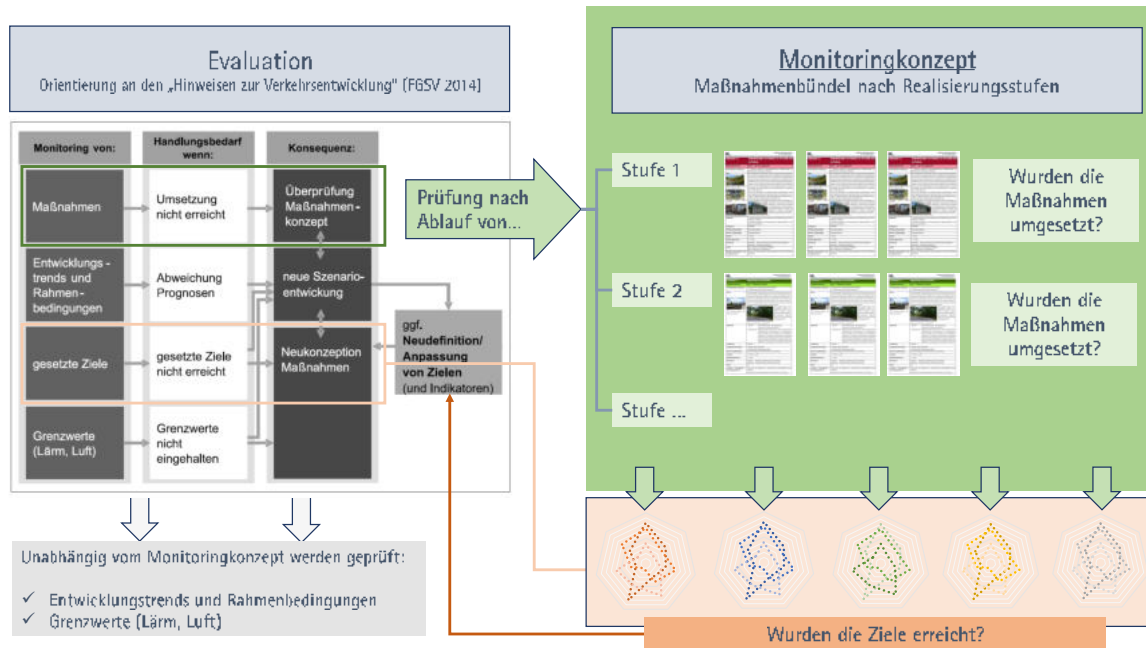 Evaluation
Orientierung an den „Hinweisen zur Verkehrsentwicklung" (FGSV 2014)
Monitoring von:
Handlungsbedarf
wenn:
Konsequenz:
Maßnahmen
Umsetzung
nicht erreicht
Überprüfung
Maßnahmen-
konzept
Entwicklungs-
trends und
Rahmen-
bedingungen
Abweichung
Prognosen
neue Szenario-
entwickung
gesetzte Ziele
gesetzte Ziele
nicht erreicht
Neukonzeption
Maßnahmen
Grenzwerte
(Lärm, Luft)
Grenzwerte
nicht
eingehalten
ggf.
Neudefinition/
Anpassung
von Zielen
(und Indikatoren)
Unabhängig vom Monitoringkonzept werden geprüft:
✓ Entwicklungstrends und Rahmenbedingungen
✓ Grenzwerte (Lärm, Luft)
Prüfung nach
Ablauf von...
Monitoringkonzept
Maßnahmenbündel nach Realisierungsstufen
Stufe 1
Wurden die
Maßnahmen
umgesetzt?
Stufe 2
Wurden die
Maßnahmen
umgesetzt?
Stufe ...
Wurden die Ziele erreicht?